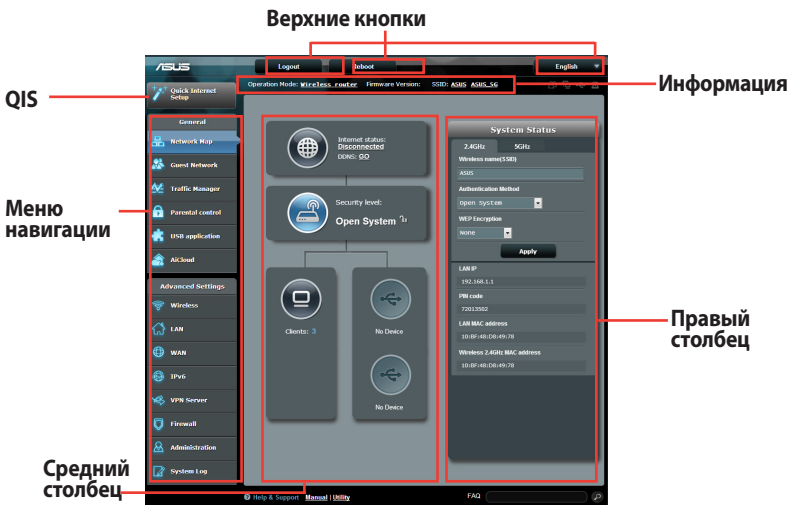 Верхние кнопки
ASUS
Logout
Reboot
English
Operation Mode: Wireless router Firmware Version: SSID: ASUS ASUS_5G
Информация
QIS
Quick Internet
Setup
General
Network Map
Guest Network
Traffic Manager
Parental control
USB application
AiCloud
Advanced Settings
Wireless
LAN
WAN
IPv6
VPN Server
Firewall
Administration
System Log
Меню
навигации
Internet status:
Disconnected
DDNS: GO
Security level:
Open System
Clients: 3
No Device
No Device
System Status
2.4GHz 5GHz
Wireless name(SSID)
ASUS
Authentication Method
Open System
WEP Encryption
None
Apply
LAN IP
192.168.1.1
PIN code
72013502
LAN MAC address
10:BF:48:D8:49:78
Wireless 2.4GHz MAC address
10:BF:48:D8:49:78
Правый
столбец
Средний
столбец
Help & Support Manual | Utility
FAQ